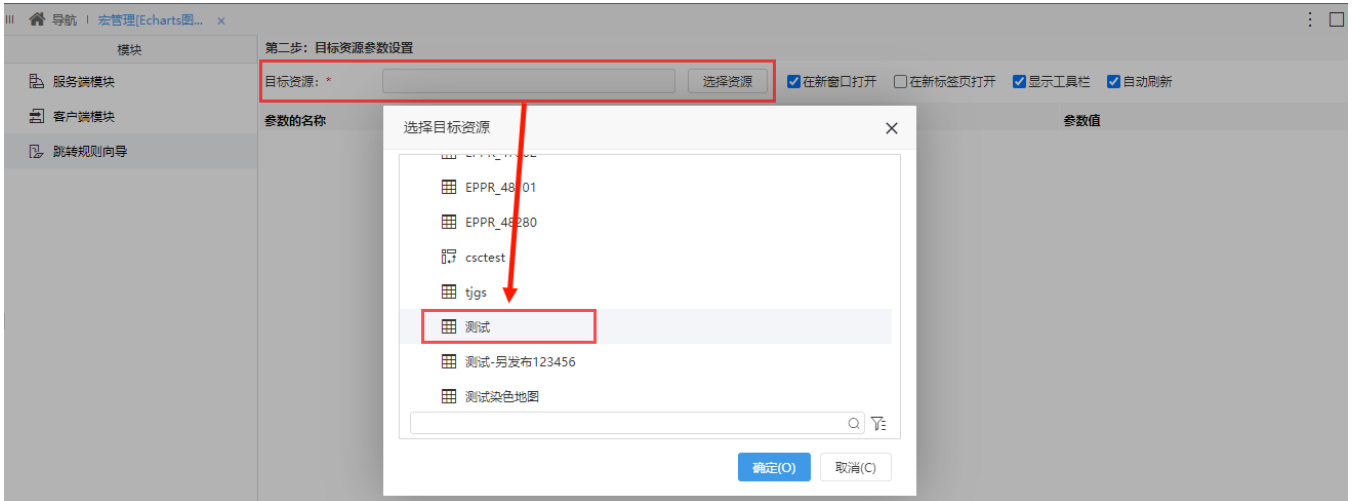 导航 宏管理[Echarts图...
模块
服务端模块
客户端模块
跳转规则向导
第二步：目标资源参数设置
目标资源：* 选择资源 在新窗口打开 在新标签页打开 显示工具栏 自动刷新
参数的名称 参数值
选择目标资源
EPPR_48280
csctest
tjgs
测试
测试-另发布123456
测试染色地图
确定(O) 取消(C)